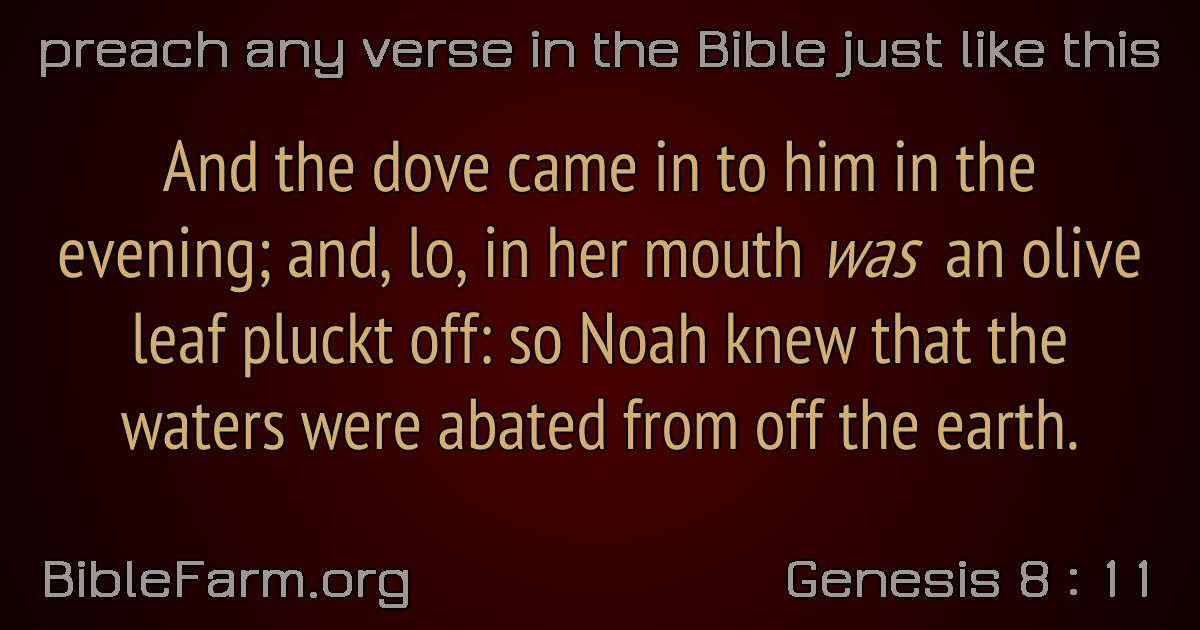 preach any verse in the Bible just like this
And the dove came in to him in the
evening; and, lo, in her mouth was an olive
leaf pluckt off: so Noah knew that the
waters were abated from off the earth.
BibleFarm.org
Genesis 8 : 11